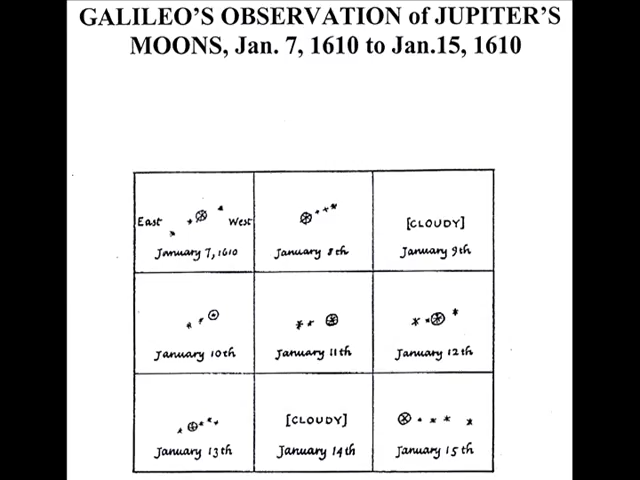 GALILEO'S OBSERVATION of JUPITER'S
MOONS, Jan. 7, 1610 to Jan.15, 1610
East West
January 7, 1610
January 8th
[CLOUDY]
January 9th
January 10th
January 11th
January 12th
January 13th
[CLOUDY]
January 14th
January 15th